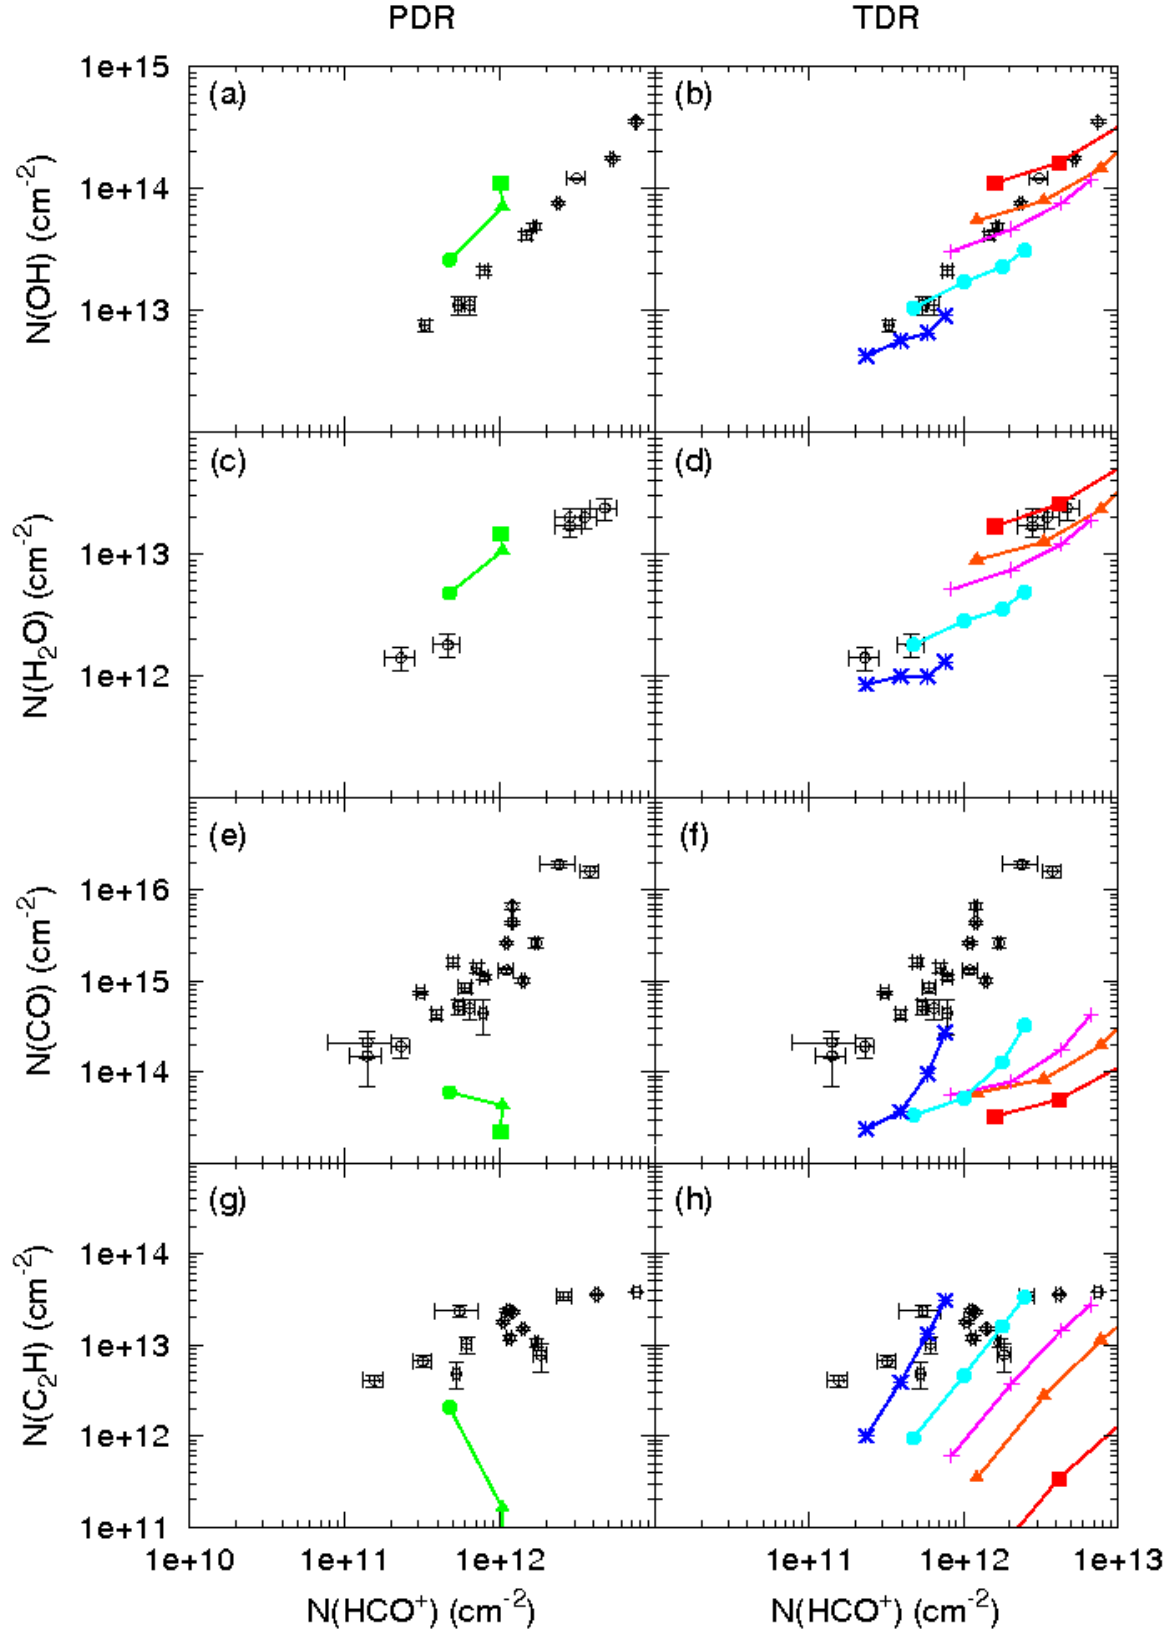 PDR TDR
1e+15
(a) (b)
1e+14
N(OH) (cm⁻²)
1e+13
(c) (d)
1e+13
N(H₂O) (cm⁻²)
1e+12
(e) (f)
1e+16
N(CO) (cm⁻²)
1e+15
1e+14
(g) (h)
1e+14
N(C₂H) (cm⁻²)
1e+13
1e+12
1e+11
1e+10 1e+11 1e+12 1e+11 1e+12 1e+13
N(HCO⁺) (cm⁻²) N(HCO⁺) (cm⁻²)